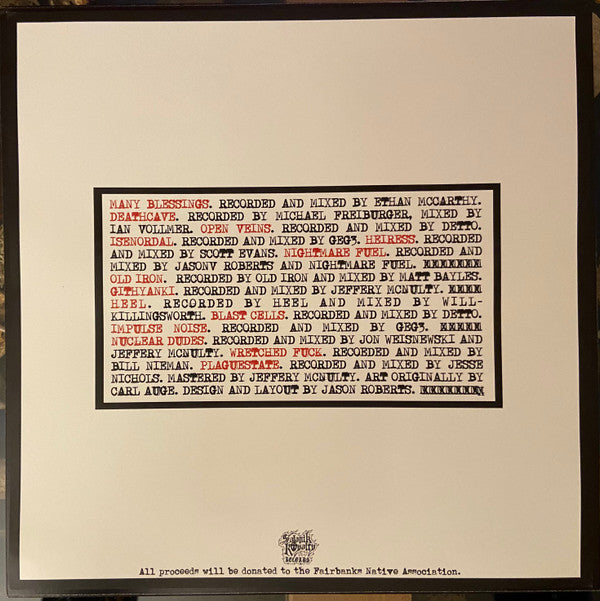 MANY BLESSINGS. RECORDED AND MIXED BY ETHAN MCCARTHY.
DEATHCAVE. RECORDED BY MICHAEL FREIBURGER, MIXED BY
IAN VOLLMER. OPEN VEINS. RECORDED AND MIXED BY DETTO.
ISENORDAL. RECORDED AND MIXED BY GEG3. HEIRESS. RECORDED
AND MIXED BY SCOTT EVANS. NIGHTMARE FUEL. RECORDED AND
MIXED BY JASONV ROBERTS AND NIGHTMARE FUEL.
OLD IRON. RECORDED BY OLD IRON AND MIXED BY MATT BAYLES.
GITHYANKI. RECORDED AND MIXED BY JEFFERY MCNULTY.
HEEL. RECORDED BY HEEL AND MIXED BY WILL-
KILLINGSWORTH. BLAST CELLS. RECORDED AND MIXED BY DETTO.
IMPULSE NOISE. RECORDED AND MIXED BY GEG3.
NUCLEAR DUDES. RECORDED AND MIXED BY JON WEISNEWSKI AND
JEFFERY MCNULTY. WRETCHED FUCK. RECOEDED AND MIXED BY
BILL NIEMAN. PLAGUESTATE. RECORDED AND MIXED BY JESSE
NICHOLS. MASTERED BY JEFFERY MCNULTY. ART ORIGINALLY BY
CARL AUGE. DESIGN AND LAYOUT BY JASON ROBERTS.
RECORDS
All proceeds will be donated to the Fairbanks Native Association.